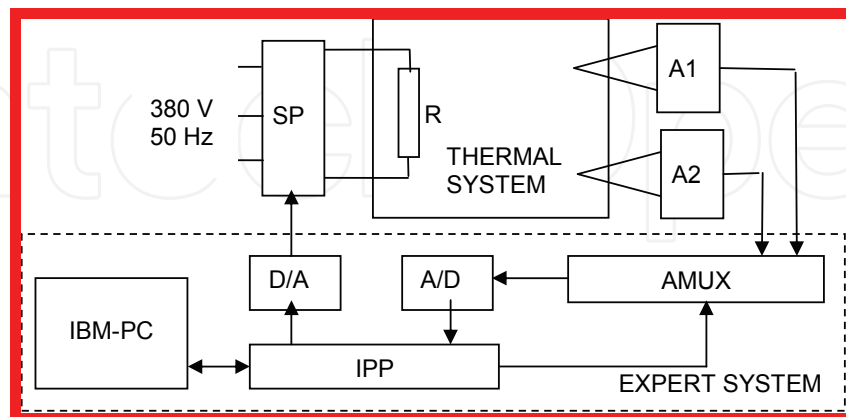 380 V
50 Hz
SP
R
THERMAL
SYSTEM
A1
A2
D/A
A/D
AMUX
IBM-PC
IPP
EXPERT SYSTEM